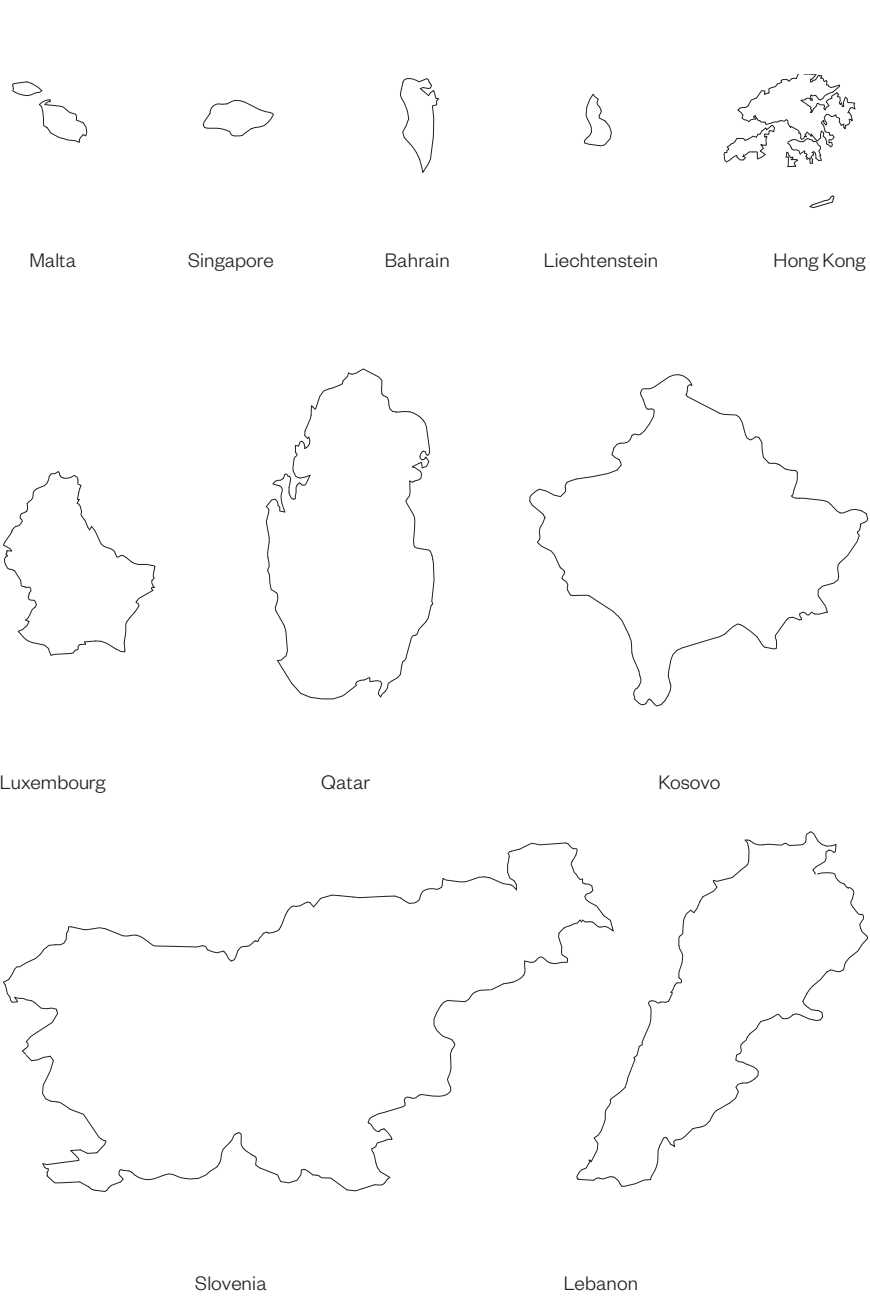 Malta Singapore Bahrain Liechtenstein Hong Kong
Luxembourg Qatar Kosovo
Slovenia Lebanon